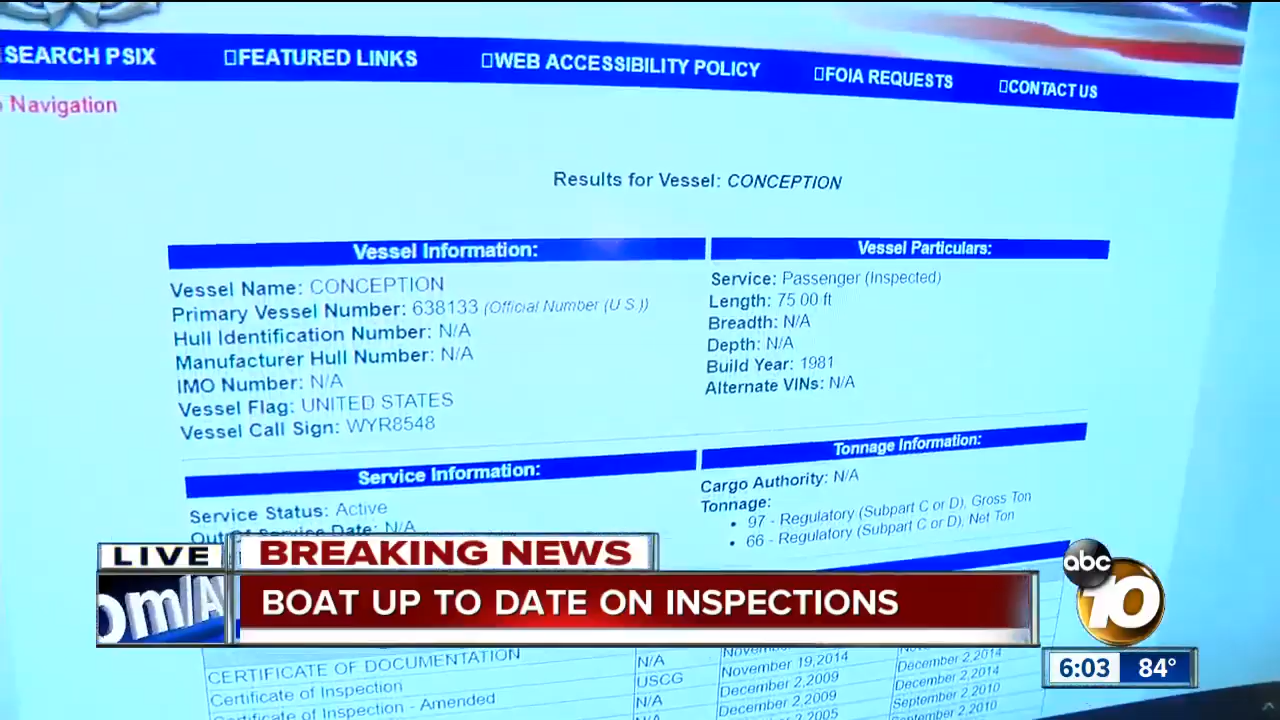 SEARCH PSIX
FEATURED LINKS
WEB ACCESSIBILITY POLICY
FOIA REQUESTS
CONTACT US
Navigation
Results for Vessel: CONCEPTION
Vessel Information:
Vessel Name: CONCEPTION
Primary Vessel Number: 638133 (Official Number (U.S.))
Hull Identification Number: N/A
Manufacturer Hull Number: N/A
IMO Number: N/A
Vessel Flag: UNITED STATES
Vessel Call Sign: WYR8548
Vessel Particulars:
Service: Passenger (Inspected)
Length: 75.00 ft
Breadth: N/A
Depth: N/A
Build Year: 1981
Alternate VINs: N/A
Service Information:
Service Status: Active
Out Of Service Date: N/A
Tonnage Information:
Cargo Authority: N/A
Tonnage:
• 97 - Regulatory (Subpart C or D), Gross Ton
• 66 - Regulatory (Subpart C or D), Net Ton
LIVE
BREAKING NEWS
om/A
BOAT UP TO DATE ON INSPECTIONS
abc
10
6:03 84°
CERTIFICATE OF DOCUMENTATION N/A
Certificate of Inspection USCG November 19,2014 December 2,2014
Certificate of Inspection - Amended N/A December 2,2009 December 2,2014
December 2,2009 September 2,2010
2005